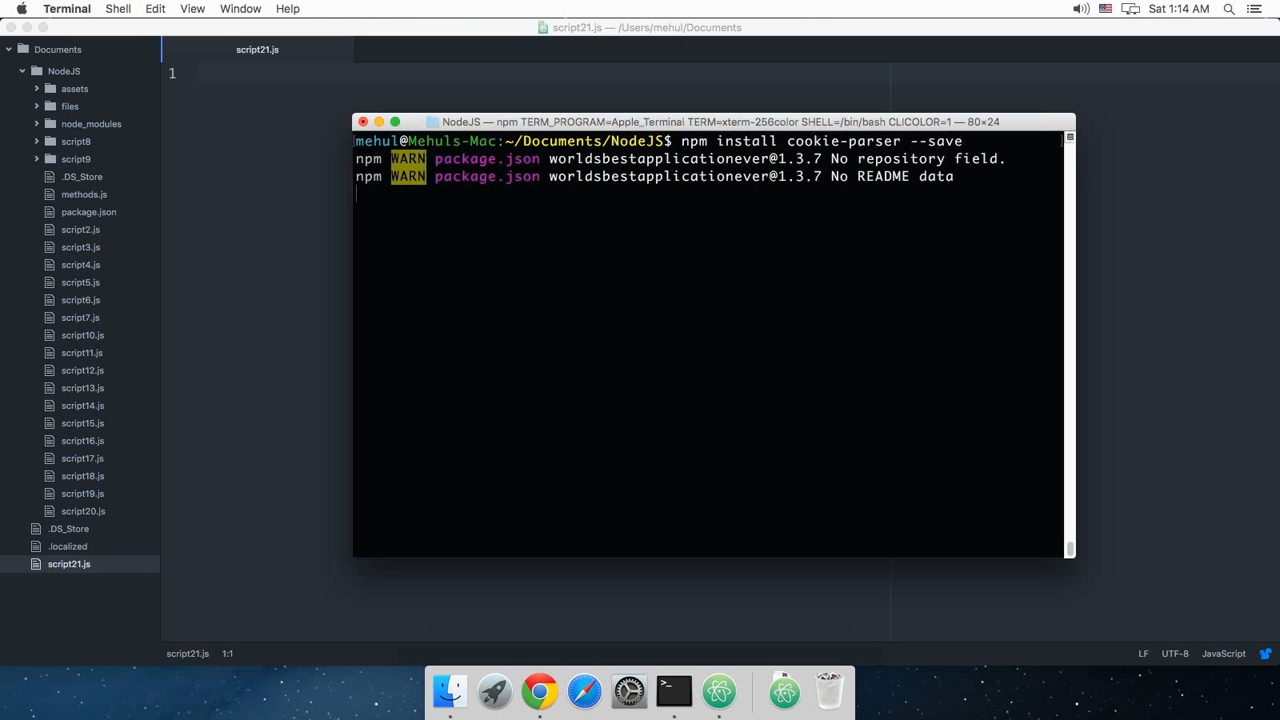 Terminal Shell Edit View Window Help Sat 1:14 AM
script21.js — /Users/mehul/Documents
Documents
script21.js
NodeJS
1
assets
files
node_modules
script8
script9
.DS_Store
methods.js
package.json
script2.js
script3.js
script4.js
script5.js
script6.js
script7.js
script10.js
script11.js
script12.js
script13.js
script14.js
script15.js
script16.js
script17.js
script18.js
script19.js
script20.js
.DS_Store
.localized
script21.js
NodeJS — npm TERM_PROGRAM=Apple_Terminal TERM=xterm-256color SHELL=/bin/bash CLICOLOR=1 — 80×24
mehul@Mehuls-Mac:~/Documents/NodeJS$ npm install cookie-parser --save
npm WARN package.json worldsbestapplicationever@1.3.7 No repository field.
npm WARN package.json worldsbestapplicationever@1.3.7 No README data
script21.js 1:1 LF UTF-8 JavaScript